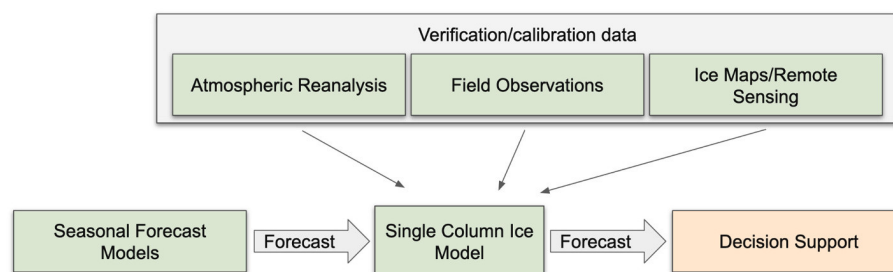 Verification/calibration data
Atmospheric Reanalysis
Field Observations
Ice Maps/Remote
Sensing
Seasonal Forecast
Models
Forecast
Single Column Ice
Model
Forecast
Decision Support